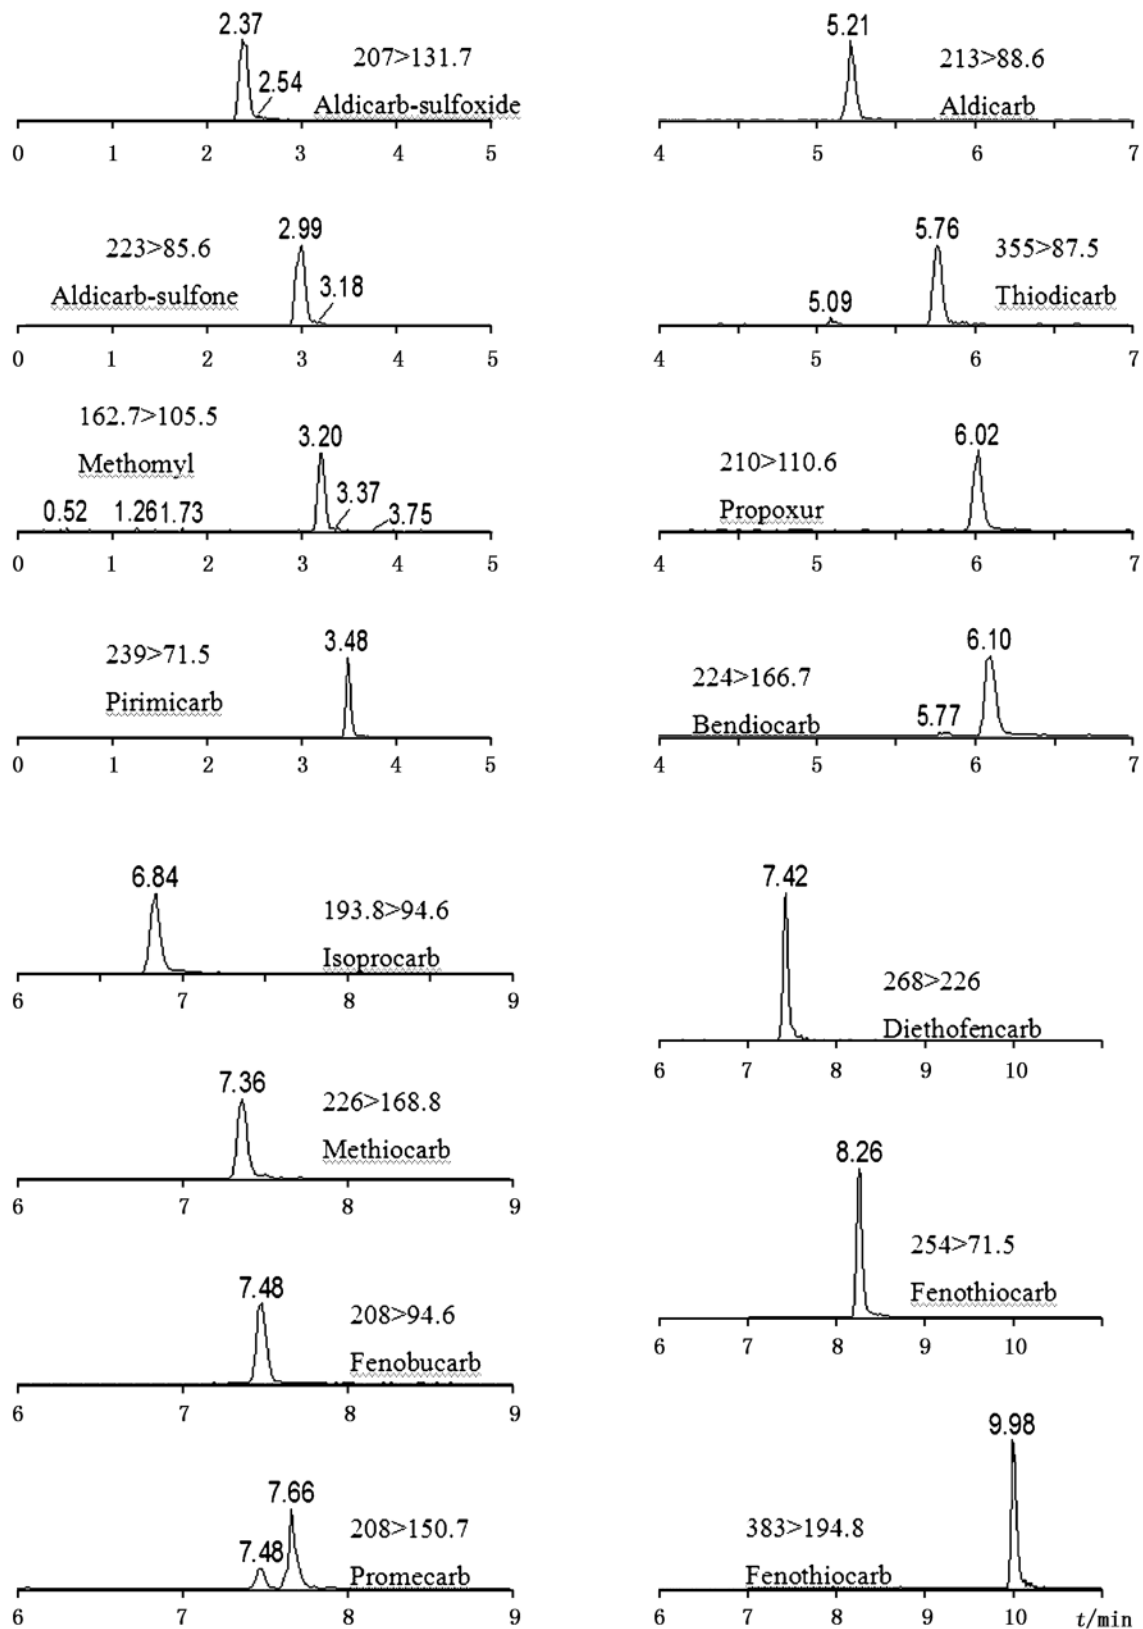 2.37
207>131.7
2.54
Aldicarb-sulfoxide
0 1 2 3 4 5
2.99
223>85.6
Aldicarb-sulfone
3.18
0 1 2 3 4 5
162.7>105.5
3.20
Methomyl
0.52 1.26 1.73 3.37 3.75
0 1 2 3 4 5
3.48
239>71.5
Pirimicarb
0 1 2 3 4 5
5.21
213>88.6
Aldicarb
4 5 6 7
5.76
355>87.5
Thiodicarb
5.09
4 5 6 7
6.02
210>110.6
Propoxur
4 5 6 7
6.10
224>166.7
Bendiocarb
5.77
4 5 6 7
6.84
193.8>94.6
Isoprocarb
6 7 8 9
7.36
226>168.8
Methiocarb
6 7 8 9
7.48
208>94.6
Fenobucarb
6 7 8 9
7.66
208>150.7
7.48
Promecarb
6 7 8 9
7.42
268>226
Diethofencarb
6 7 8 9 10
8.26
254>71.5
Fenothiocarb
6 7 8 9 10
9.98
383>194.8
Fenothiocarb
6 7 8 9 10 t/min